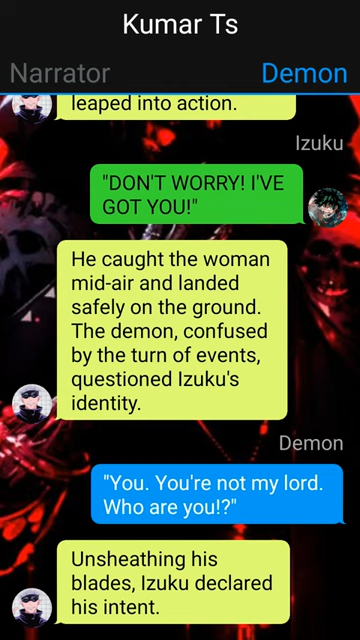 Kumar Ts
Narrator
Demon
leaped into action.
Izuku
"DON'T WORRY! I'VE
GOT YOU!"
He caught the woman
mid-air and landed
safely on the ground.
The demon, confused
by the turn of events,
questioned Izuku's
identity.
Demon
"You. You're not my lord.
Who are you!?"
Unsheathing his
blades, Izuku declared
his intent.